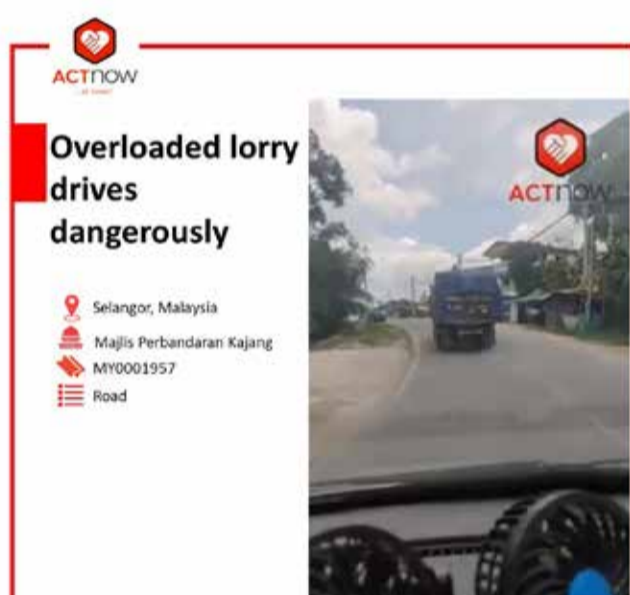 ACTnow
Overloaded lorry
drives
dangerously
ACTnow
Selangor, Malaysia
Majlis Perbandaran Kajang
MY0001957
Road